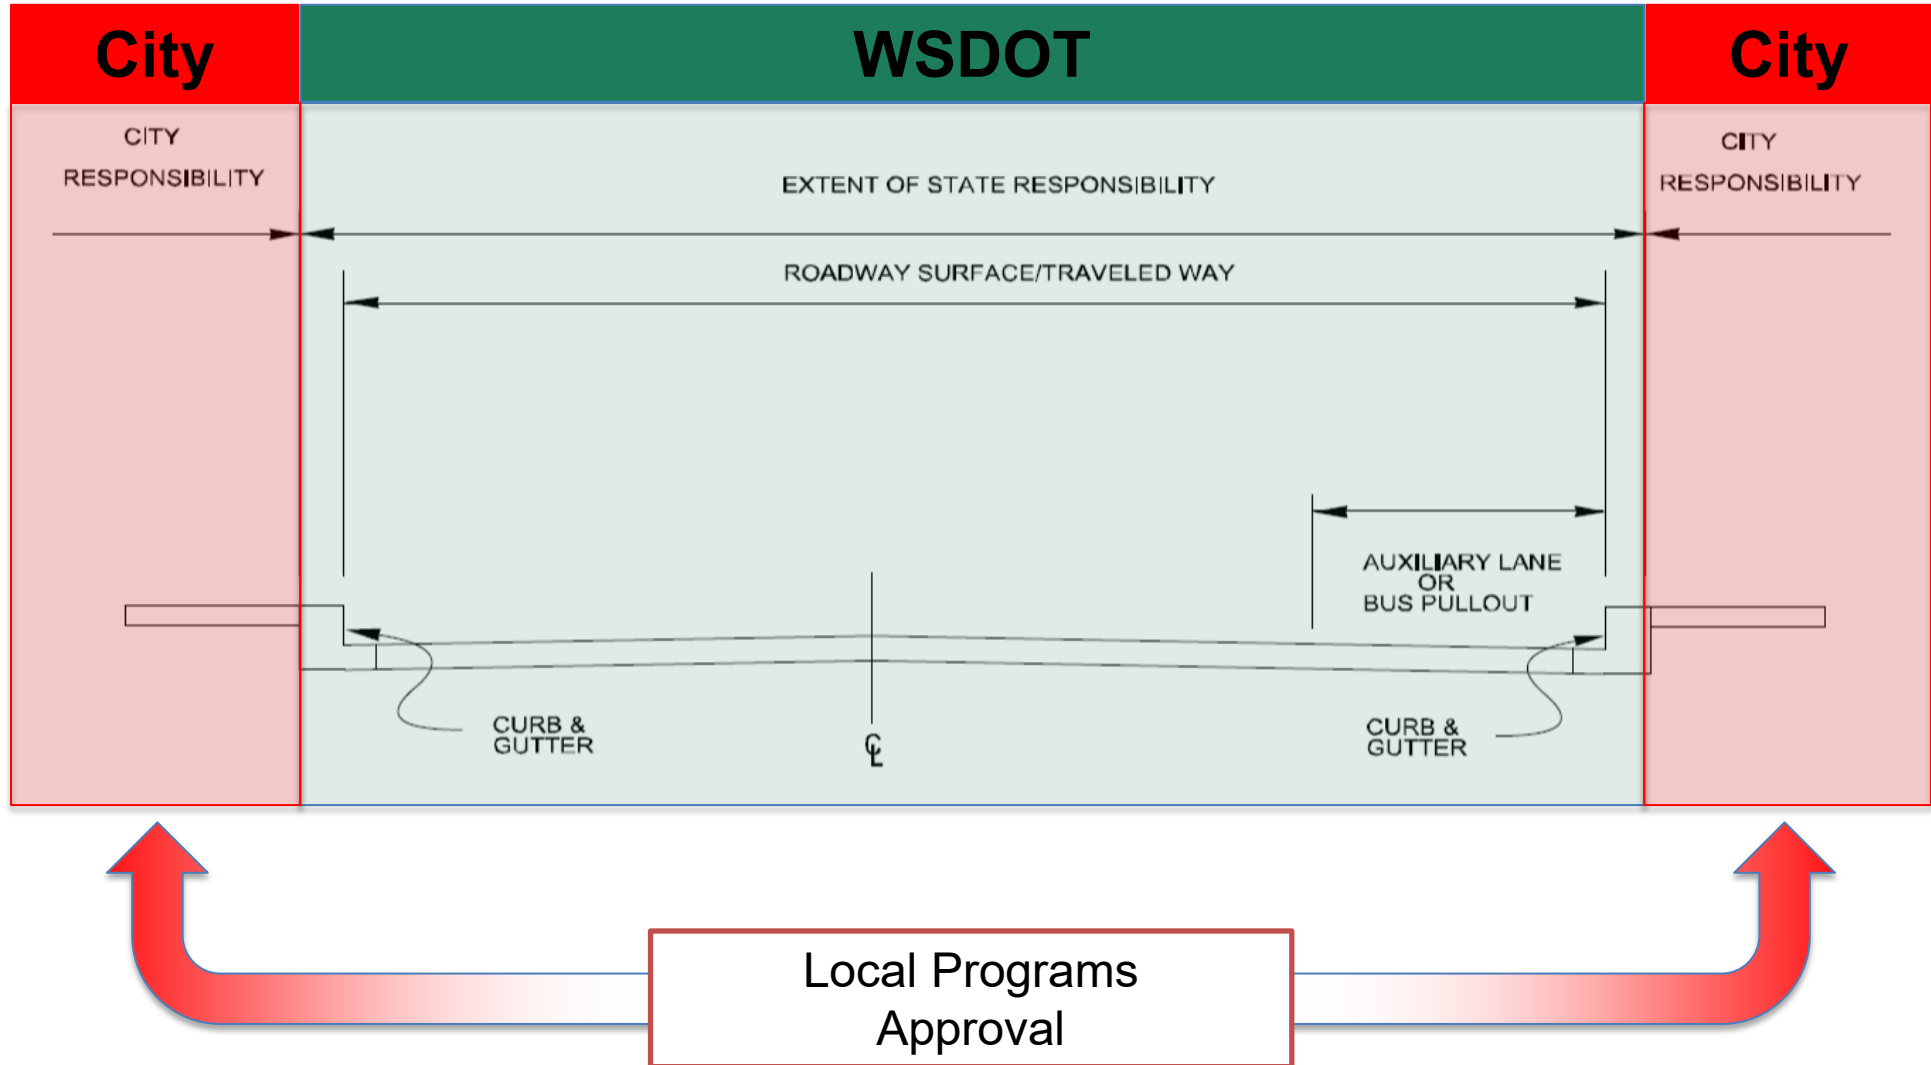 City
WSDOT
City
CITY
RESPONSIBILITY
EXTENT OF STATE RESPONSIBILITY
CITY
RESPONSIBILITY
ROADWAY SURFACE/TRAVELED WAY
AUXILIARY LANE
OR
BUS PULLOUT
CURB &
GUTTER
℄
CURB &
GUTTER
Local Programs
Approval